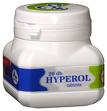 20 db
HYPEROL
tabletta